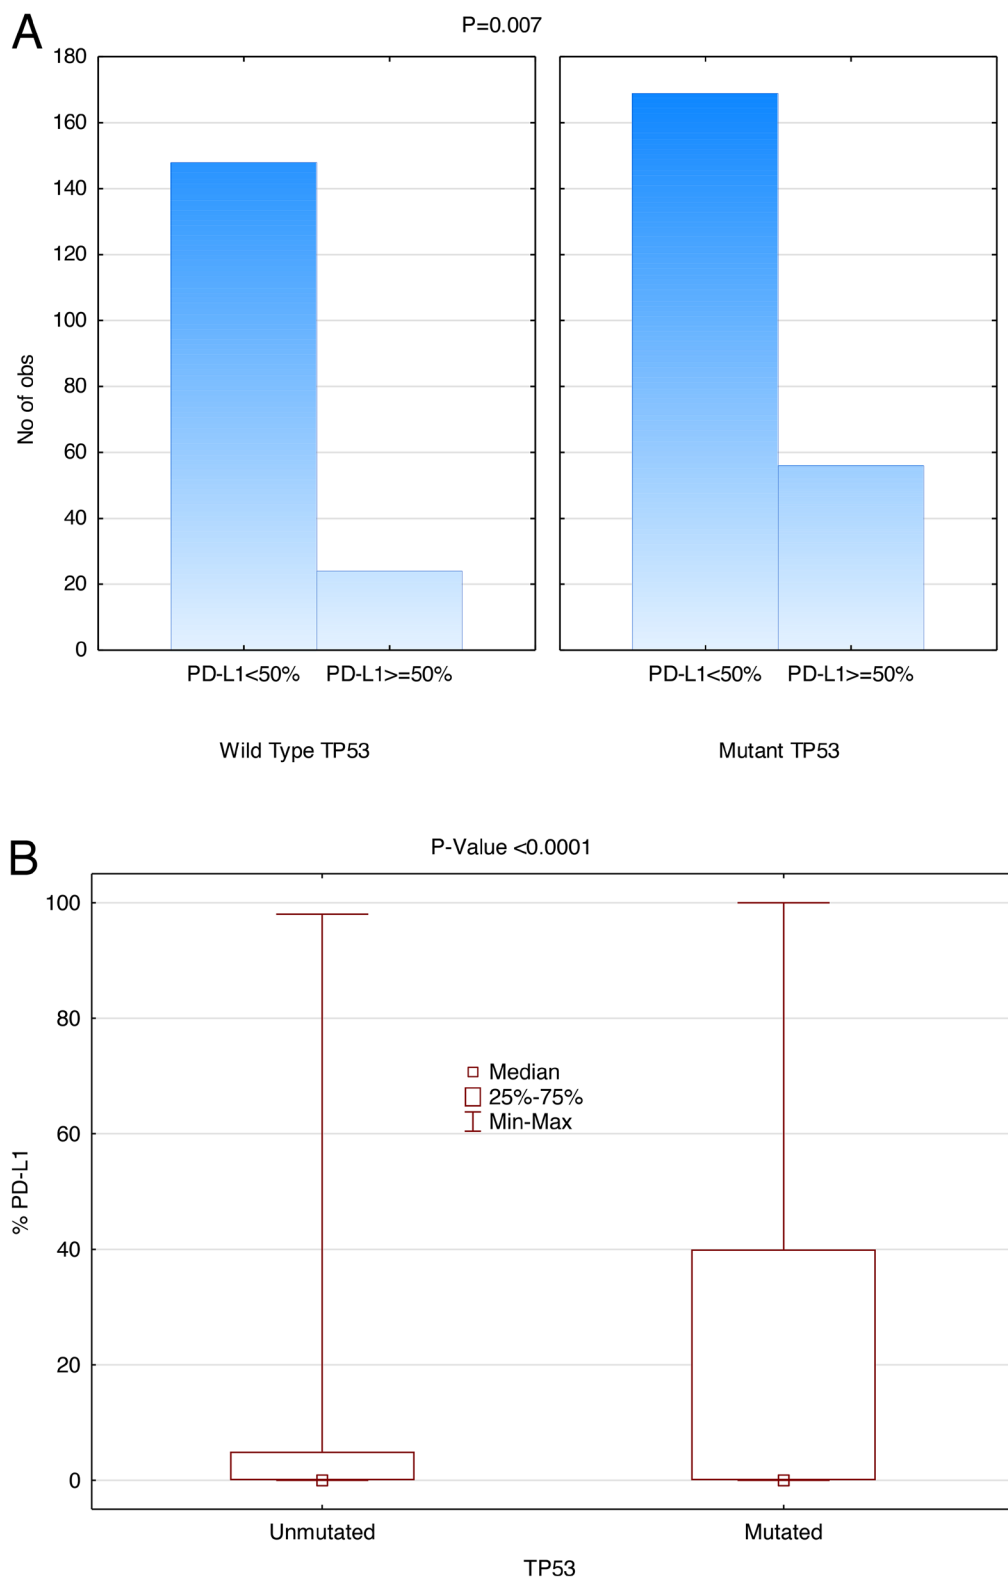 A
P=0.007
180
160
140
120
100
80
60
40
20
0
No of obs
PD-L1<50% PD-L1>=50% PD-L1<50% PD-L1>=50%
Wild Type TP53 Mutant TP53
B
P-Value <0.0001
100
80
60
40
20
0
% PD-L1
Median
25%-75%
Min-Max
Unmutated Mutated
TP53